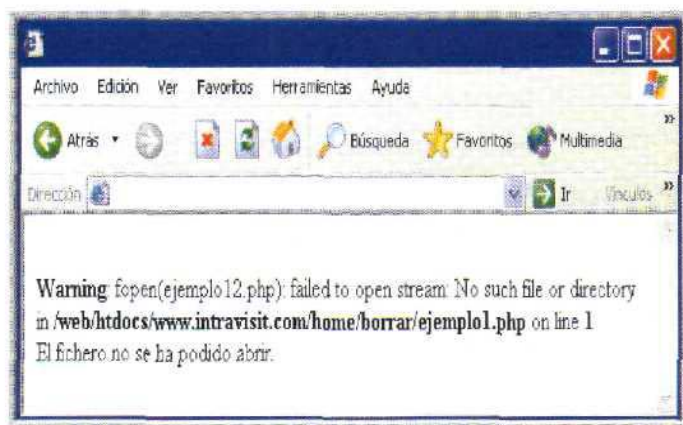 Archivo Edición Ver Favoritos Herramientas Ayuda
Atrás Búsqueda Favoritos Multimedia »
Dirección Ir Vínculos »
Warning: fopen(ejemplo12.php): failed to open stream: No such file or directory
in /web/htdocs/www.intravisit.com/home/borrar/ejemplo1.php on line 1
El fichero no se ha podido abrir.